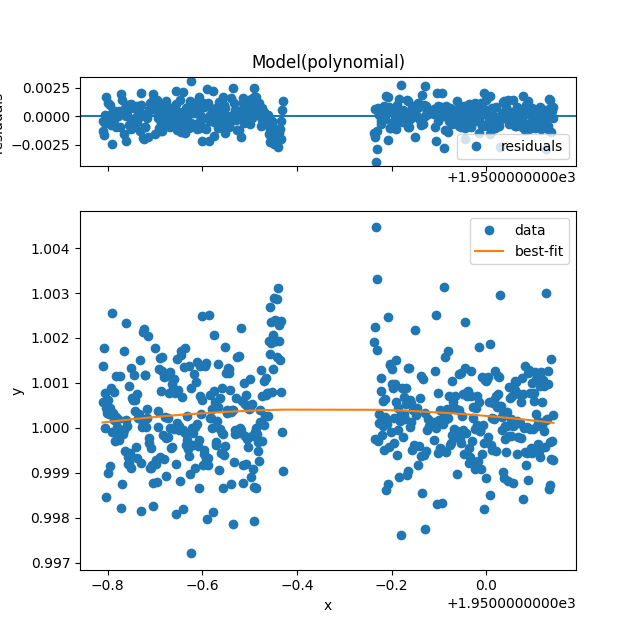 Model(polynomial)
0.0025
0.0000
−0.0025
residuals
+1.9500000000e3
1.004
1.003
1.002
1.001
1.000
0.999
0.998
0.997
y
data
best-fit
−0.8
−0.6
−0.4
−0.2
0.0
x
+1.9500000000e3